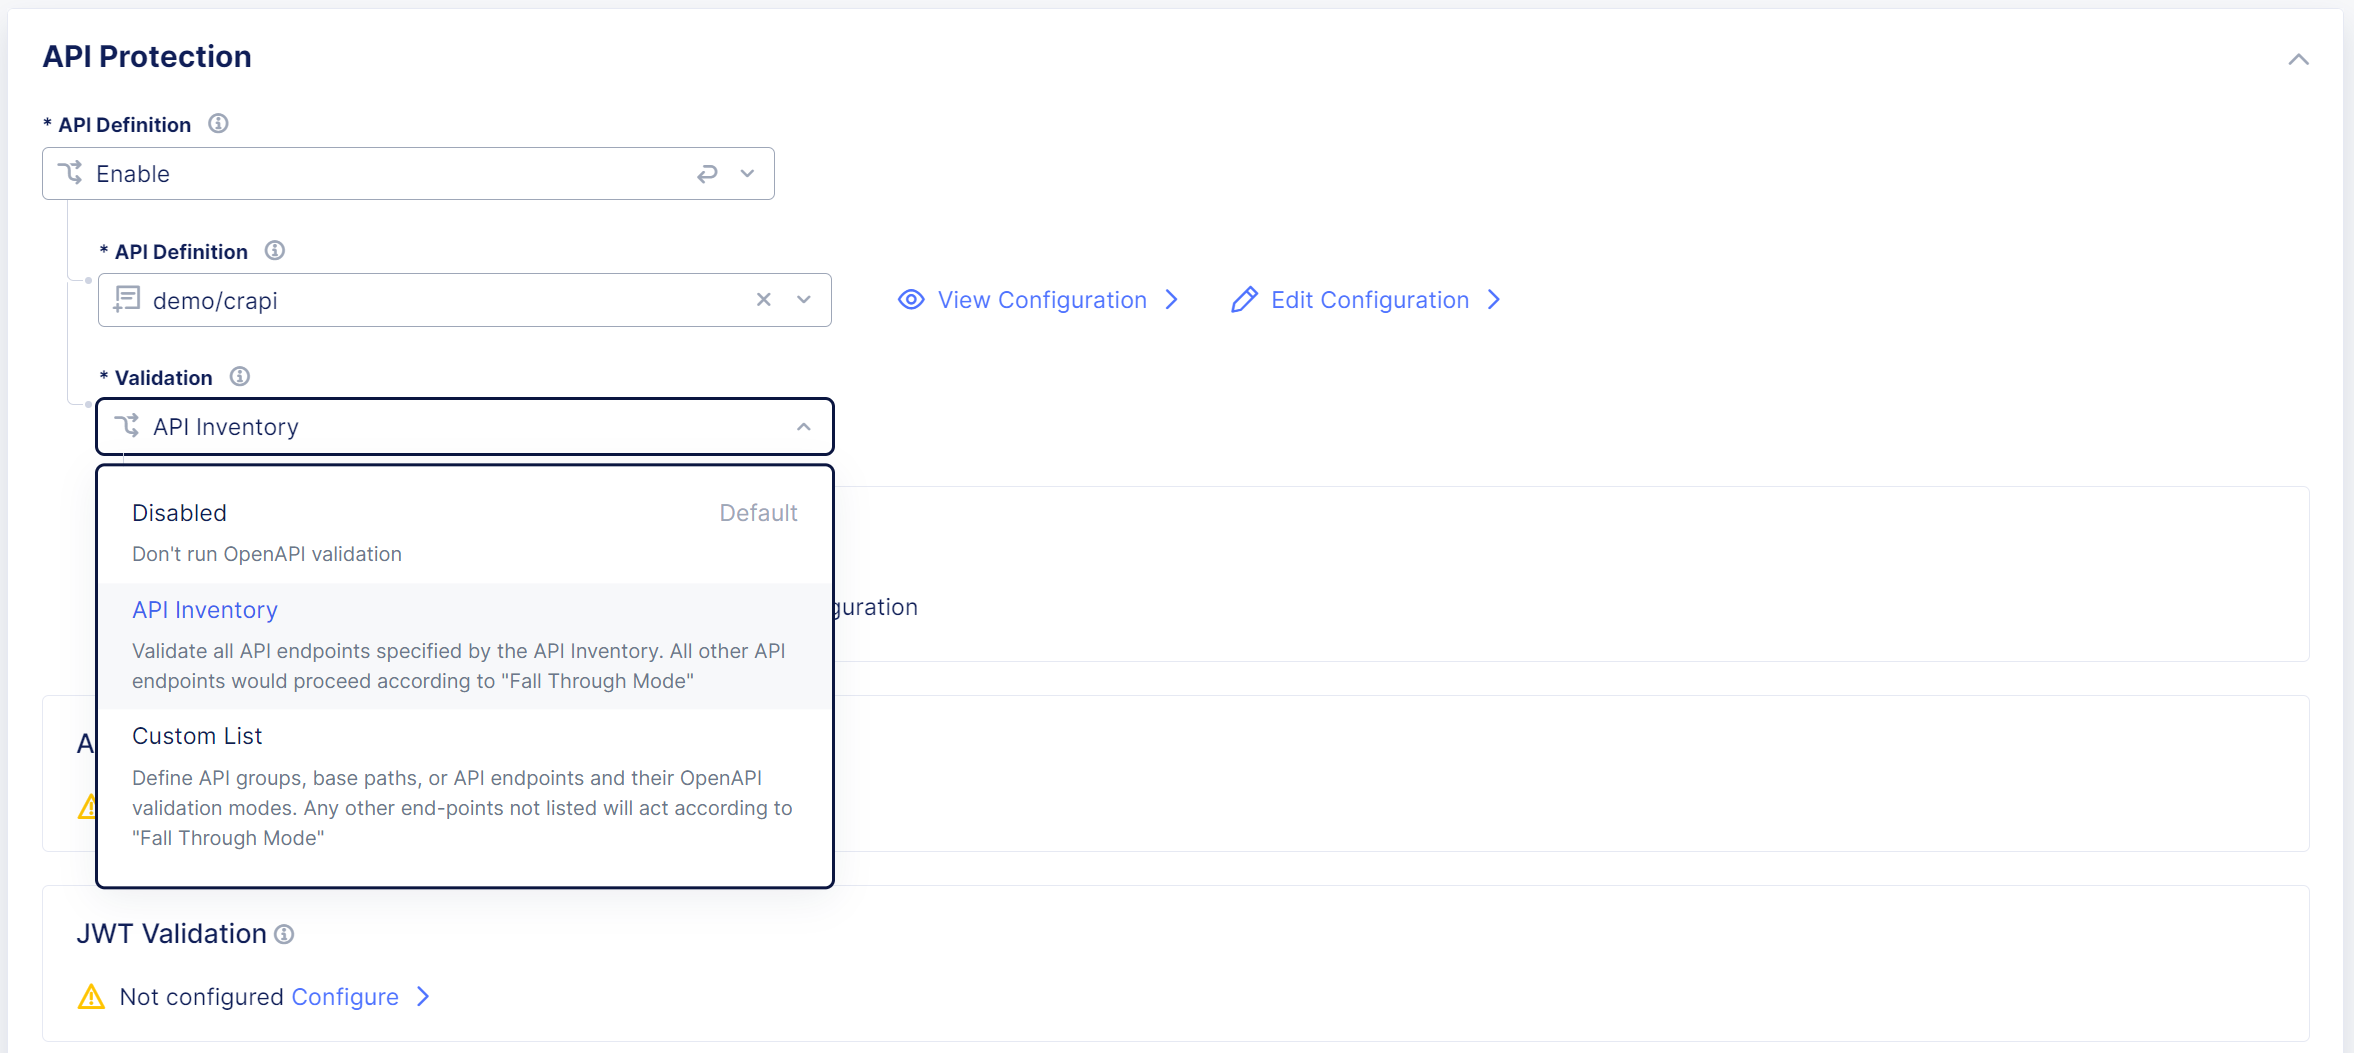 API Protection
* API Definition
Enable
* API Definition
demo/crapi
View Configuration
Edit Configuration
* Validation
API Inventory
Disabled
Default
Don't run OpenAPI validation
API Inventory
Validate all API endpoints specified by the API Inventory. All other API
endpoints would proceed according to "Fall Through Mode"
Custom List
Define API groups, base paths, or API endpoints and their OpenAPI
validation modes. Any other end-points not listed will act according to
"Fall Through Mode"
JWT Validation
Not configured Configure